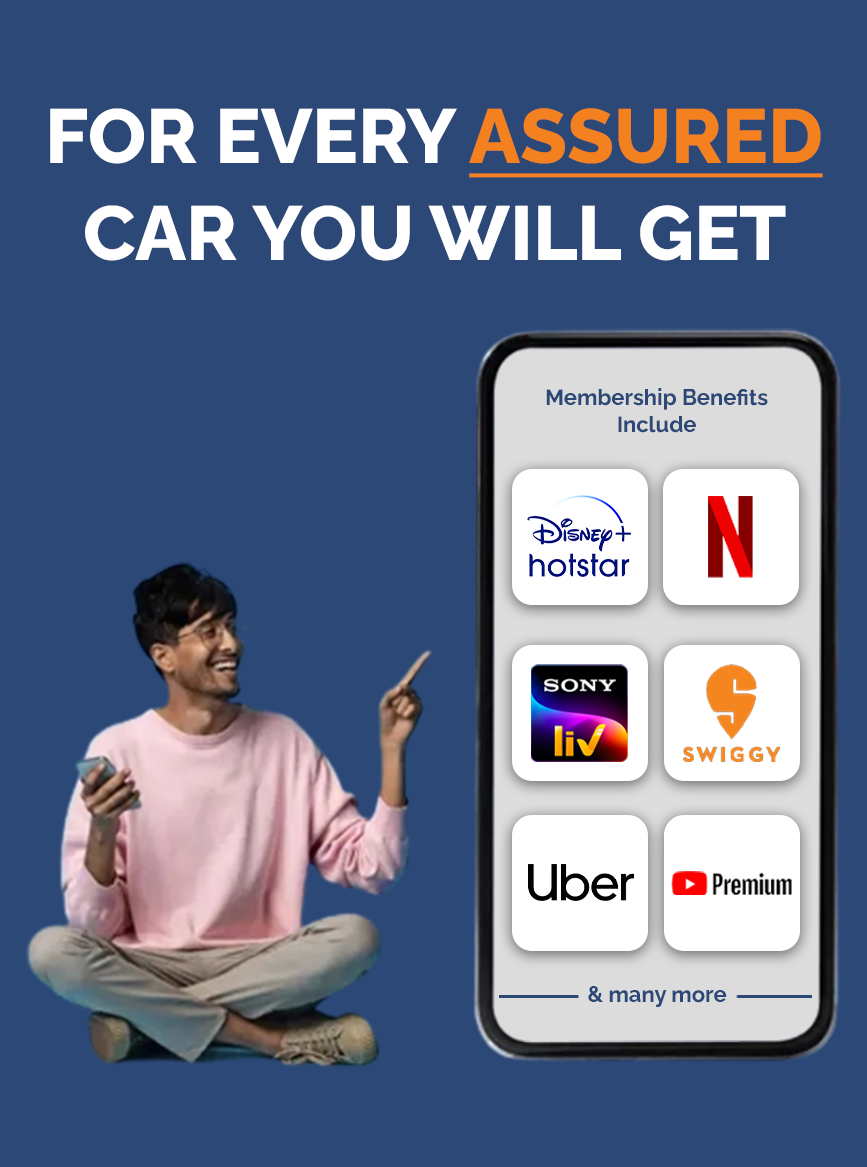 FOR EVERY ASSURED
CAR YOU WILL GET
Membership Benefits
Include
Disney+
hotstar
N
SONY
liv
SWIGGY
Uber
Premium
& many more